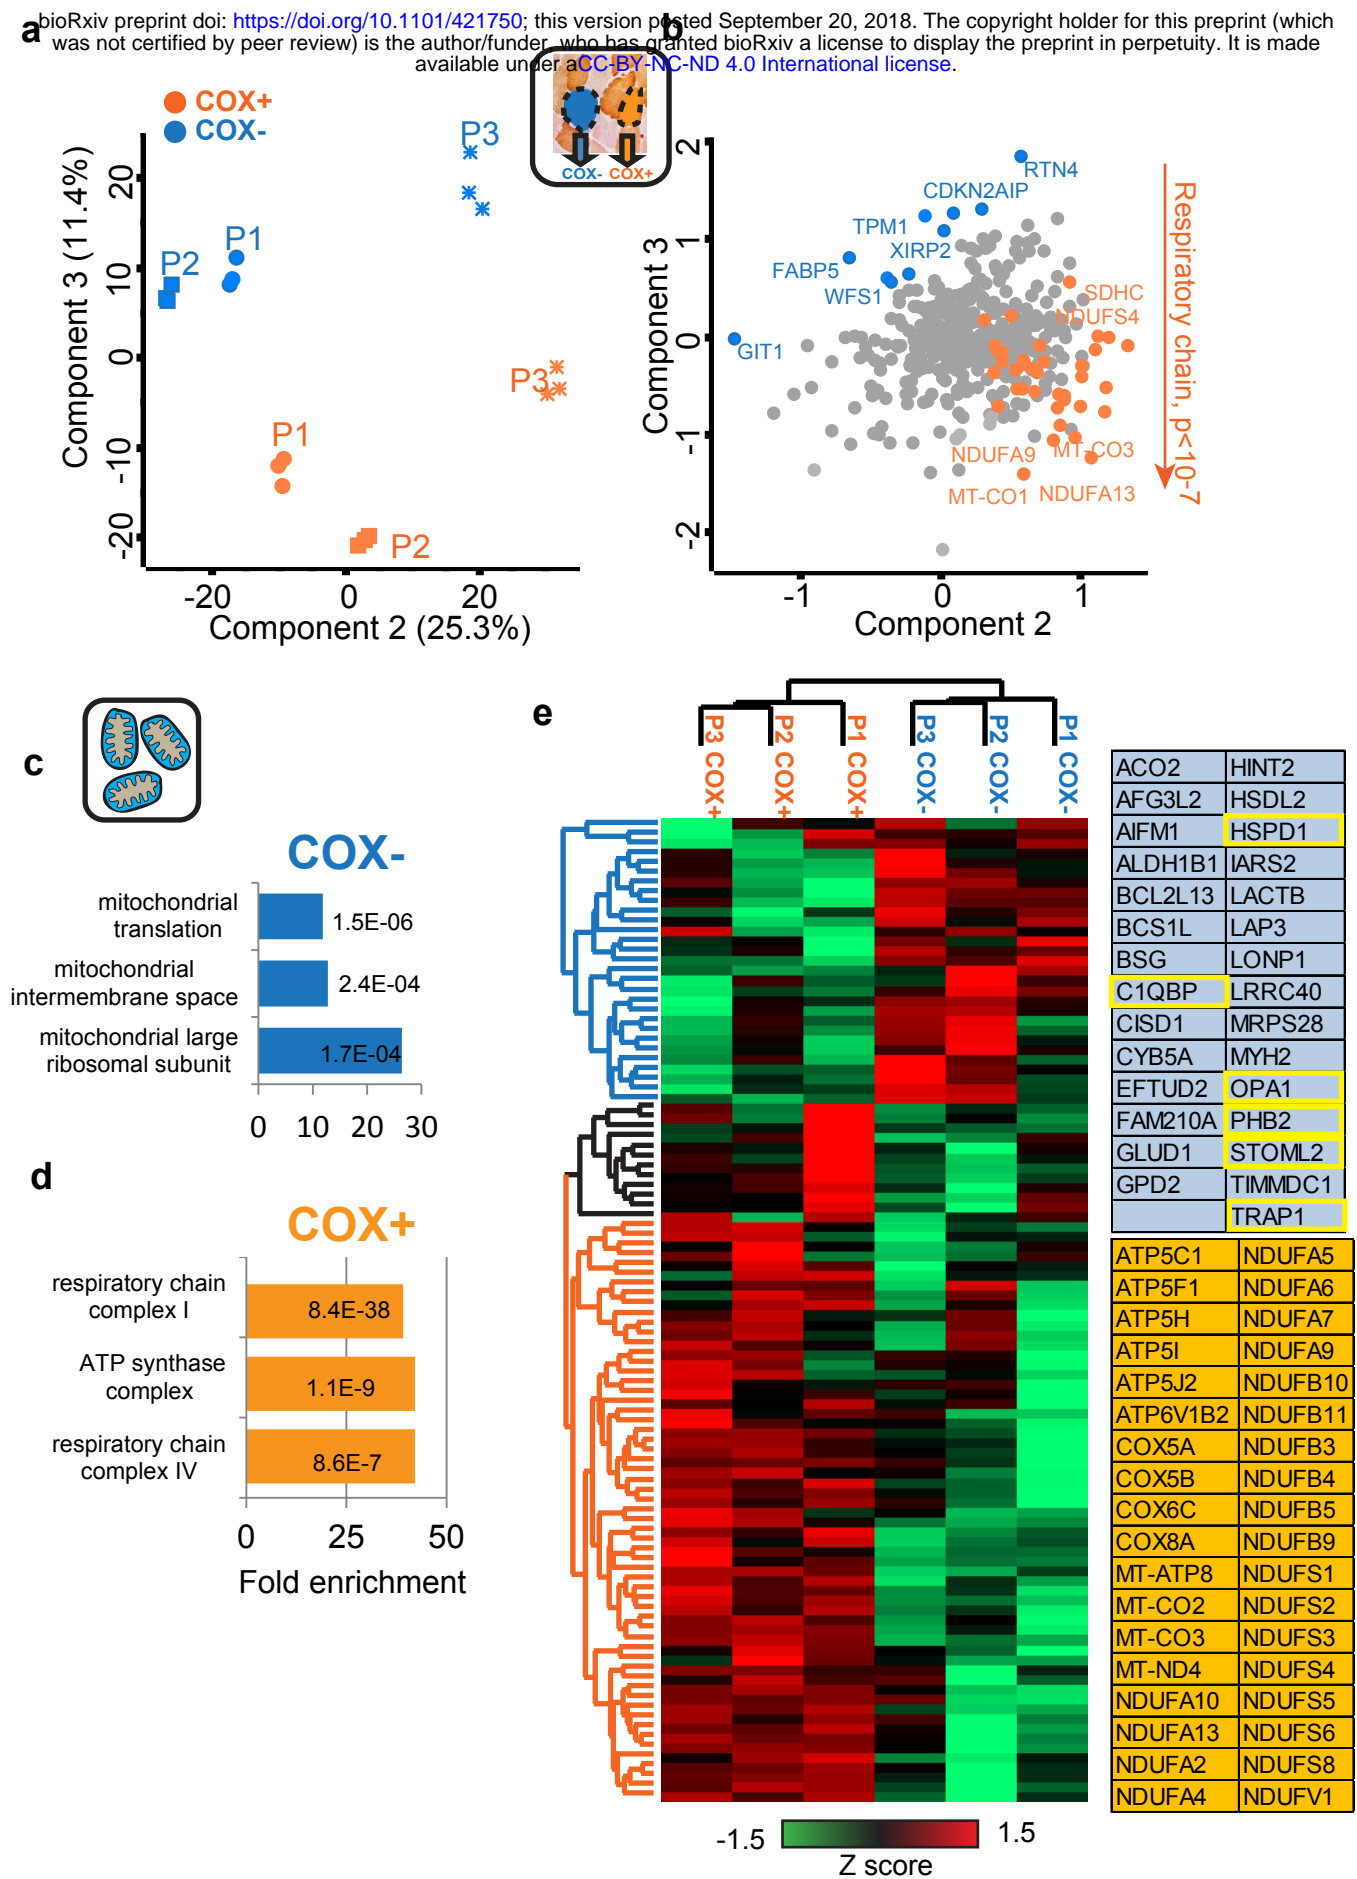 bioRxiv preprint doi: https://doi.org/10.1101/421750; this version posted September 20, 2018. The copyright holder for this preprint (which
was not certified by peer review) is the author/funder, who has granted bioRxiv a license to display the preprint in perpetuity. It is made
available under aCC-BY-NC-ND 4.0 International license.
a
COX+
COX-
P3
P1
P2
P3
P1
P2
20
10
0
-10
-20
Component 3 (11.4%)
-20
0
20
Component 2 (25.3%)
b
COX- COX+
RTN4
CDKN2AIP
TPM1
XIRP2
FABP5
WFS1
GIT1
SDHC
NDUFS4
NDUFA9
MT-CO3
MT-CO1
NDUFA13
Respiratory chain, p<10-7
2
1
0
-1
-2
Component 3
-1
0
1
Component 2
c
COX-
mitochondrial
translation
1.5E-06
mitochondrial
intermembrane space
2.4E-04
mitochondrial large
ribosomal subunit
1.7E-04
0 10 20 30
d
COX+
respiratory chain
complex I
8.4E-38
ATP synthase
complex
1.1E-9
respiratory chain
complex IV
8.6E-7
0 25 50
Fold enrichment
e
P3 COX+
P2 COX+
P1 COX+
P3 COX-
P2 COX-
P1 COX-
ACO2 HINT2
AFG3L2 HSDL2
AIFM1 HSPD1
ALDH1B1 IARS2
BCL2L13 LACTB
BCS1L LAP3
BSG LONP1
C1QBP LRRC40
CISD1 MRPS28
CYB5A MYH2
EFTUD2 OPA1
FAM210A PHB2
GLUD1 STOML2
GPD2 TIMMDC1
TRAP1
ATP5C1 NDUFA5
ATP5F1 NDUFA6
ATP5H NDUFA7
ATP5I NDUFA9
ATP5J2 NDUFB10
ATP6V1B2 NDUFB11
COX5A NDUFB3
COX5B NDUFB4
COX6C NDUFB5
COX8A NDUFB9
MT-ATP8 NDUFS1
MT-CO2 NDUFS2
MT-CO3 NDUFS3
MT-ND4 NDUFS4
NDUFA10 NDUFS5
NDUFA13 NDUFS6
NDUFA2 NDUFS8
NDUFA4 NDUFV1
-1.5
1.5
Z score